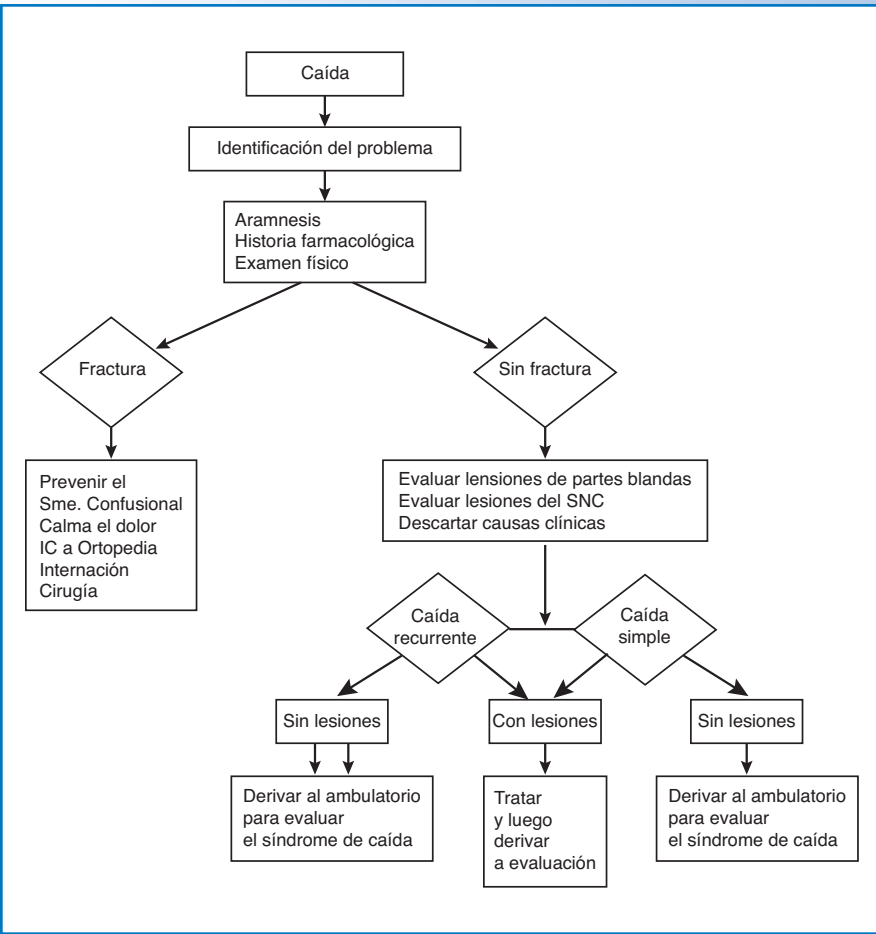 Caída
Identificación del problema
Aramnesis
Historia farmacológica
Examen físico
Fractura
Sin fractura
Prevenir el
Sme. Confusional
Calma el dolor
IC a Ortopedia
Internación
Cirugía
Evaluar lensiones de partes blandas
Evaluar lesiones del SNC
Descartar causas clínicas
Caída
recurrente
Caída
simple
Sin lesiones
Con lesiones
Sin lesiones
Derivar al ambulatorio
para evaluar
el síndrome de caída
Tratar
y luego
derivar
a evaluación
Derivar al ambulatorio
para evaluar
el síndrome de caída